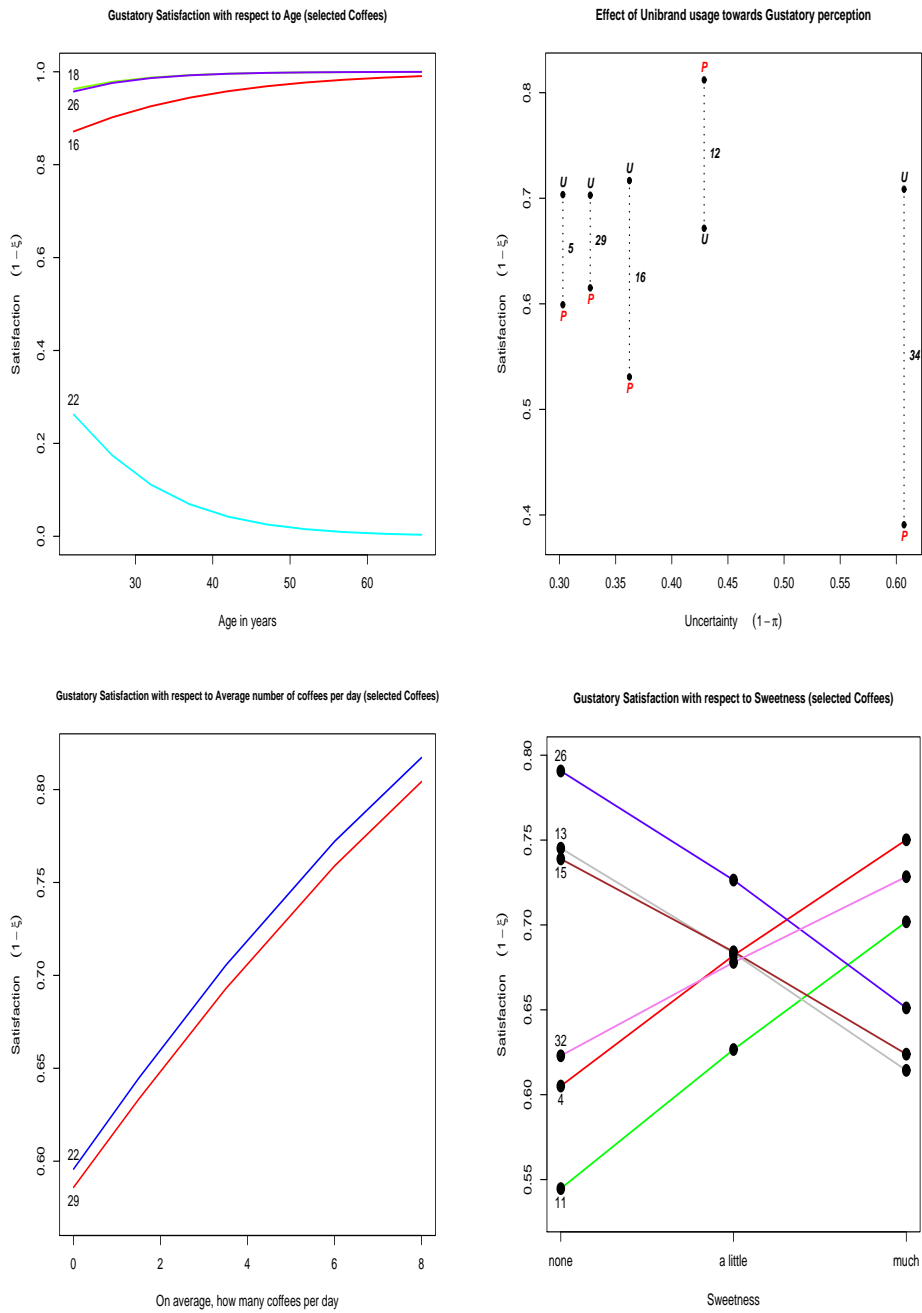 Gustatory Satisfaction with respect to Age (selected Coffees)
Satisfaction (1 − ξ)
1.0
0.8
0.6
0.4
0.2
0.0
18
26
16
22
30 40 50 60
Age in years
Effect of Unibrand usage towards Gustatory perception
Satisfaction (1 − ξ)
0.8
0.7
0.6
0.5
0.4
P
12
U
U
5
P
U
29
P
U
16
P
U
34
P
0.30 0.35 0.40 0.45 0.50 0.55 0.60
Uncertainty (1 − π)
Gustatory Satisfaction with respect to Average number of coffees per day (selected Coffees)
Satisfaction (1 − ξ)
0.80
0.75
0.70
0.65
0.60
22
29
0 2 4 6 8
On average, how many coffees per day
Gustatory Satisfaction with respect to Sweetness (selected Coffees)
Satisfaction (1 − ξ)
0.80
0.75
0.70
0.65
0.60
0.55
26
13
15
32
4
11
none a little much
Sweetness